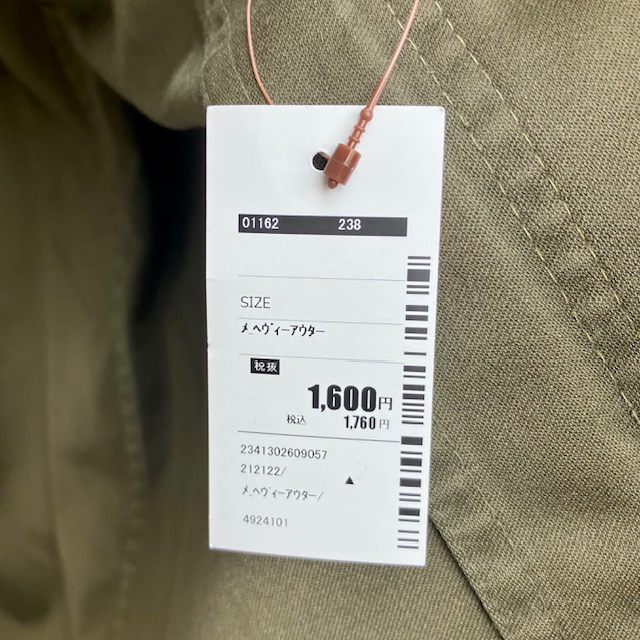 01162 238
SIZE
ﾒ_ﾍｳﾞｨｰｱｳﾀｰ
税抜
1,600円
税込 1,760円
2341302609057
212122/
▲
ﾒ_ﾍｳﾞｨｰｱｳﾀｰ/
4924101